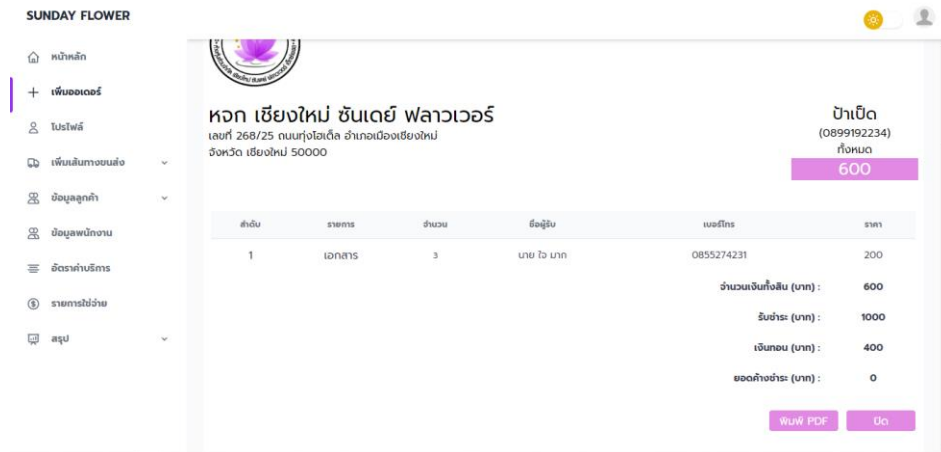 SUNDAY FLOWER
หน้าหลัก
เพิ่มออเดอร์
โปรไฟล์
เพิ่มเส้นทางขนส่ง
ข้อมูลลูกค้า
ข้อมูลพนักงาน
อัตราค่าบริการ
รายการใช้จ่าย
สรุป
หจก เชียงใหม่ ซันเดย์ ฟลาวเวอร์
เลขที่ 268/25 ถนนทุ่งโฮเต็ล อำเภอเมืองเชียงใหม่
จังหวัด เชียงใหม่ 50000
ป้าเป็ด
(0899192234)
ทั้งหมด
600
ลำดับ รายการ จำนวน ชื่อผู้รับ เบอร์โทร ราคา
1 เอกสาร 3 นาย ใจ มาก 0855274231 200
จำนวนเงินทั้งสิ้น (บาท) : 600
รับชำระ (บาท) : 1000
เงินทอน (บาท) : 400
ยอดค้างชำระ (บาท) : 0
พิมพ์ PDF ปิด